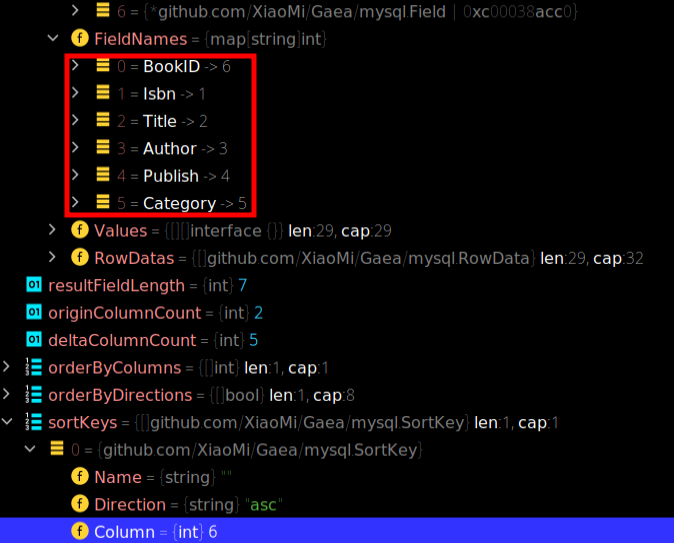 6 = {*github.com/XiaoMi/Gaea/mysql.Field | 0xc00038acc0}
f FieldNames = {map[string]int}
0 = BookID -> 6
1 = Isbn -> 1
2 = Title -> 2
3 = Author -> 3
4 = Publish -> 4
5 = Category -> 5
f Values = {[][]interface {}} len:29, cap:29
f RowDatas = {[]github.com/XiaoMi/Gaea/mysql.RowData} len:29, cap:32
01 resultFieldLength = {int} 7
01 originColumnCount = {int} 2
01 deltaColumnCount = {int} 5
orderByColumns = {[]int} len:1, cap:1
orderByDirections = {[]bool} len:1, cap:8
sortKeys = {[]github.com/XiaoMi/Gaea/mysql.SortKey} len:1, cap:1
0 = {github.com/XiaoMi/Gaea/mysql.SortKey}
f Name = {string} ""
f Direction = {string} "asc"
f Column = {int} 6